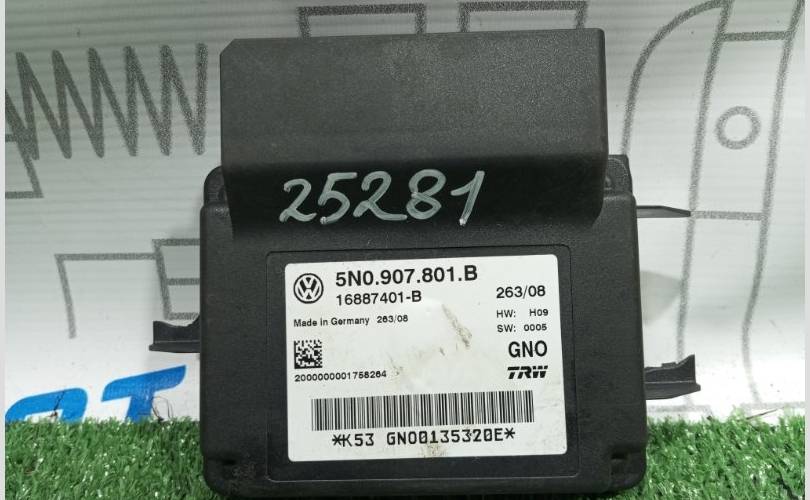 25281
5N0.907.801.B
16887401-B
263/08
Made in Germany 263/08
HW: H09
SW: 0005
GNO
2000000001758264
TRW
*K53 GNO0135320E*